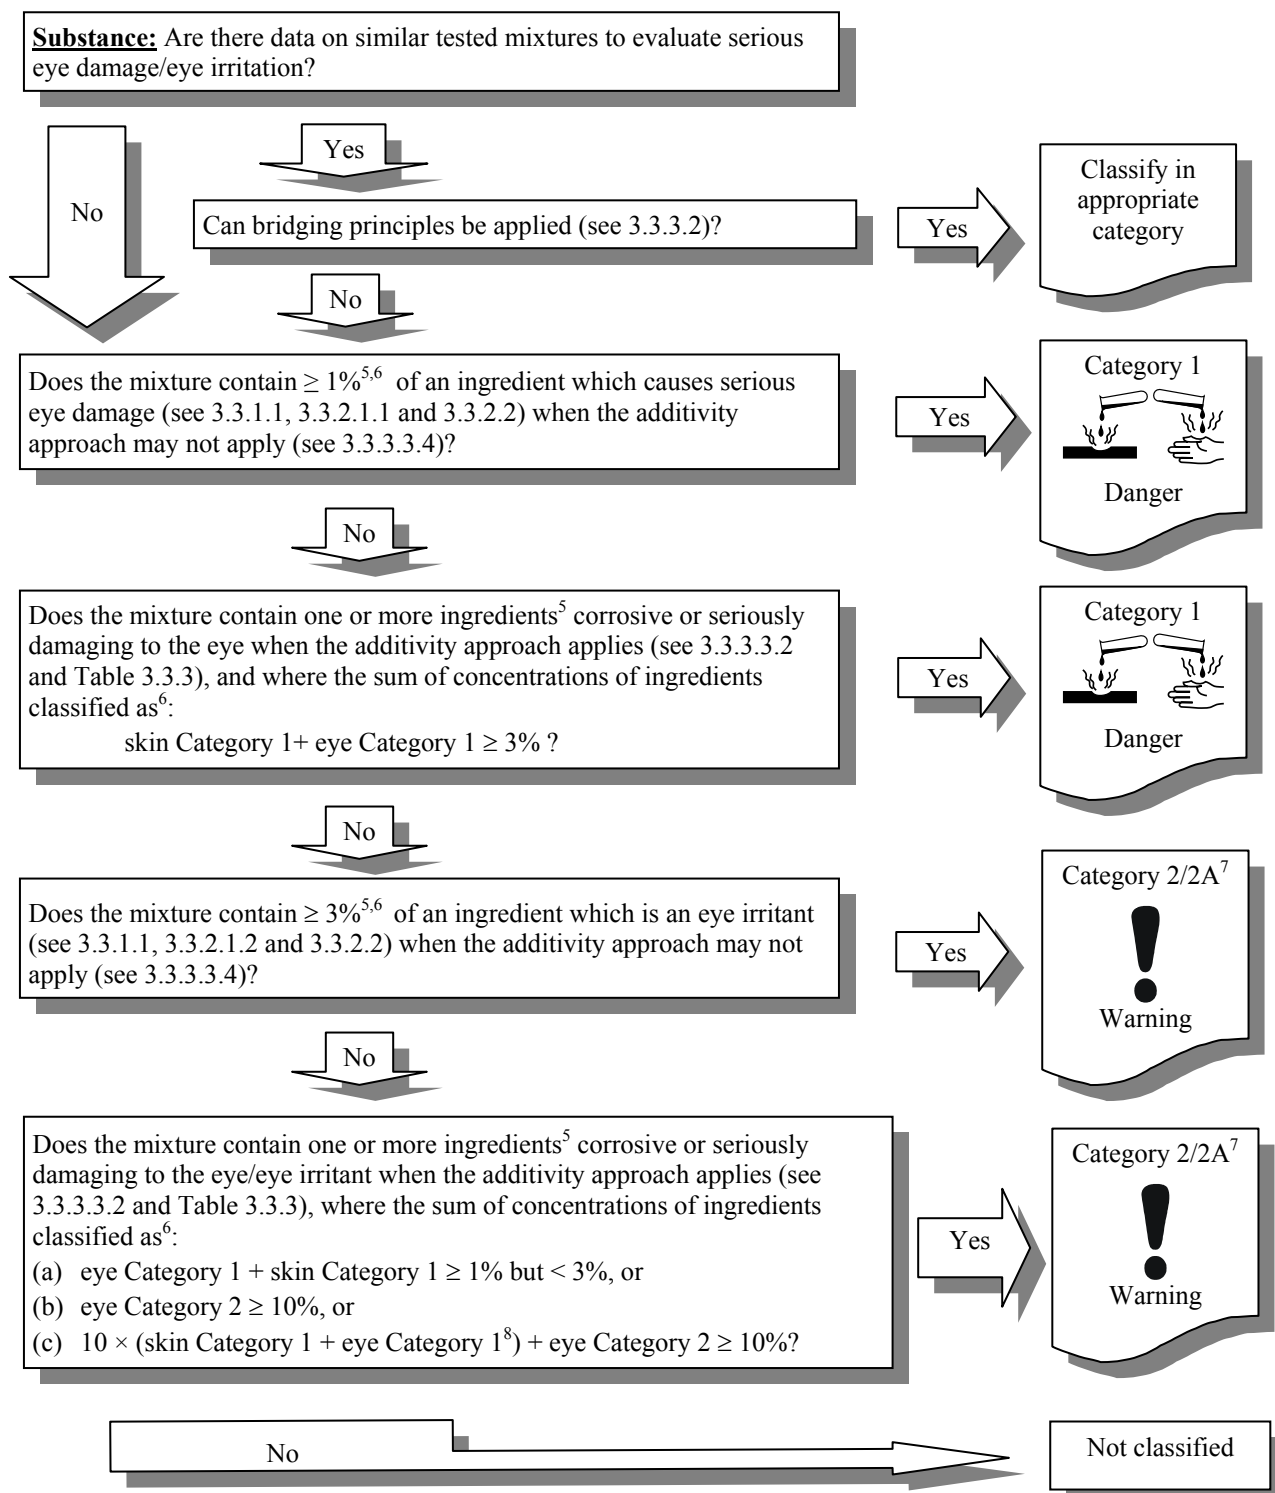 Substance: Are there data on similar tested mixtures to evaluate serious
eye damage/eye irritation?
No
Yes
Can bridging principles be applied (see 3.3.3.2)?
Yes
Classify in
appropriate
category
No
Does the mixture contain ≥ 1%⁵,⁶ of an ingredient which causes serious
eye damage (see 3.3.1.1, 3.3.2.1.1 and 3.3.2.2) when the additivity
approach may not apply (see 3.3.3.3.4)?
Yes
Category 1
Danger
No
Does the mixture contain one or more ingredients⁵ corrosive or seriously
damaging to the eye when the additivity approach applies (see 3.3.3.3.2
and Table 3.3.3), and where the sum of concentrations of ingredients
classified as⁶:
skin Category 1+ eye Category 1 ≥ 3% ?
Yes
Category 1
Danger
No
Does the mixture contain ≥ 3%⁵,⁶ of an ingredient which is an eye irritant
(see 3.3.1.1, 3.3.2.1.2 and 3.3.2.2) when the additivity approach may not
apply (see 3.3.3.3.4)?
Yes
Category 2/2A⁷
Warning
No
Does the mixture contain one or more ingredients⁵ corrosive or seriously
damaging to the eye/eye irritant when the additivity approach applies (see
3.3.3.3.2 and Table 3.3.3), where the sum of concentrations of ingredients
classified as⁶:
(a) eye Category 1 + skin Category 1 ≥ 1% but < 3%, or
(b) eye Category 2 ≥ 10%, or
(c) 10 × (skin Category 1 + eye Category 1⁸) + eye Category 2 ≥ 10%?
Yes
Category 2/2A⁷
Warning
No
Not classified